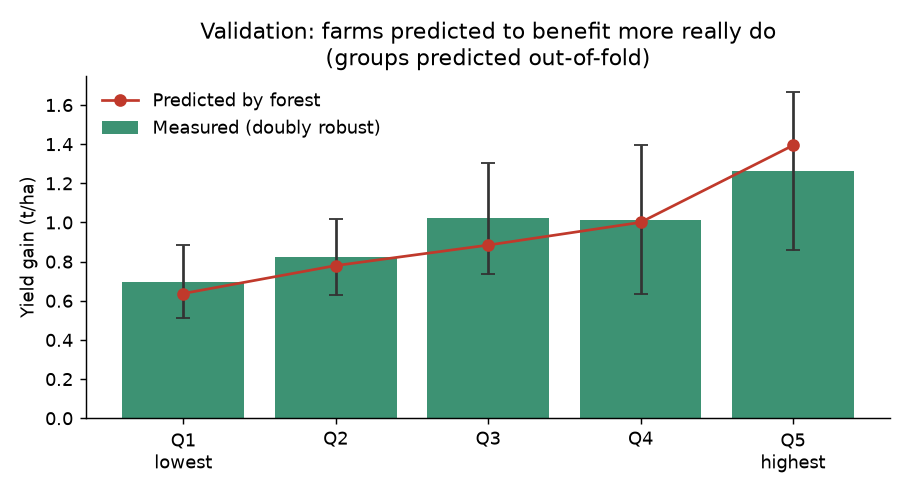 Validation: farms predicted to benefit more really do
(groups predicted out-of-fold)
Predicted by forest
Measured (doubly robust)
Yield gain (t/ha)
1.6
1.4
1.2
1.0
0.8
0.6
0.4
0.2
0.0
Q1
lowest
Q2
Q3
Q4
Q5
highest